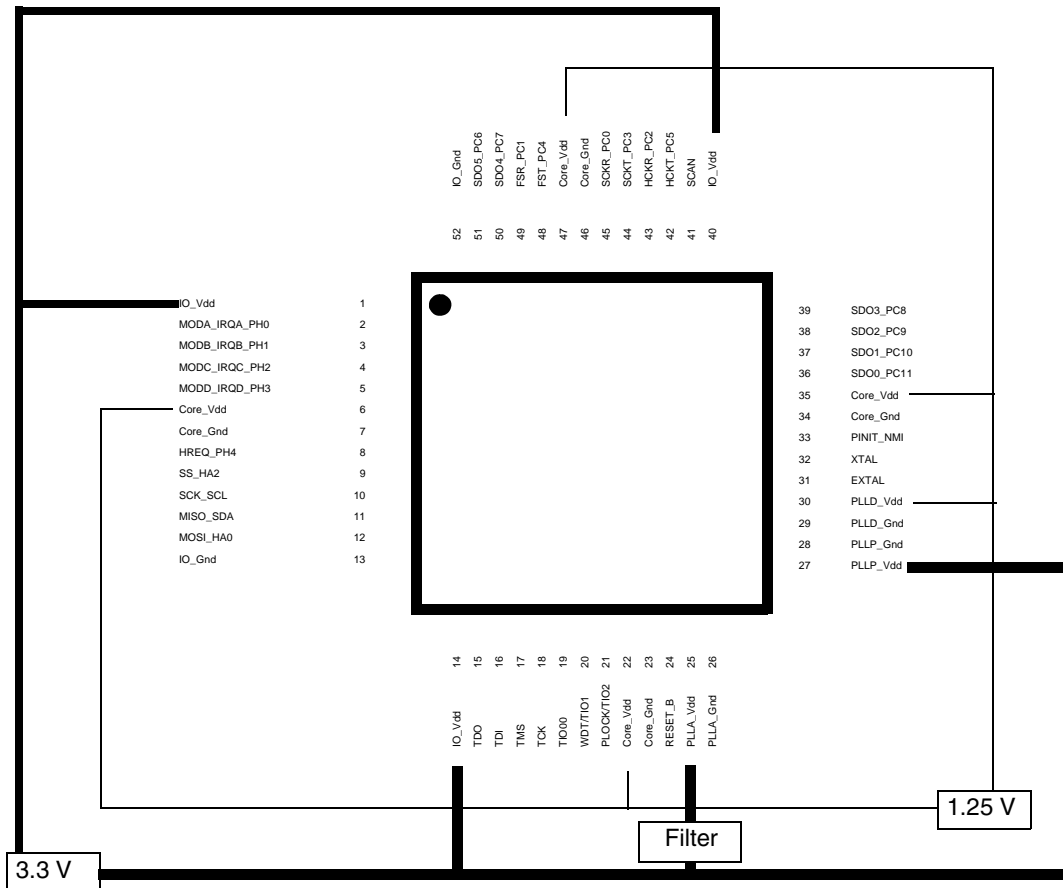 IO_Gnd 52
SDO5_PC6 51
SDO4_PC7 50
FSR_PC1 49
FST_PC4 48
Core_Vdd 47
Core_Gnd 46
SCKR_PC0 45
SCKT_PC3 44
HCKR_PC2 43
HCKT_PC5 42
SCAN 41
IO_Vdd 40
IO_Vdd 1
MODA_IRQA_PH0 2
MODB_IRQB_PH1 3
MODC_IRQC_PH2 4
MODD_IRQD_PH3 5
Core_Vdd 6
Core_Gnd 7
HREQ_PH4 8
SS_HA2 9
SCK_SCL 10
MISO_SDA 11
MOSI_HA0 12
IO_Gnd 13
39 SDO3_PC8
38 SDO2_PC9
37 SDO1_PC10
36 SDO0_PC11
35 Core_Vdd
34 Core_Gnd
33 PINIT_NMI
32 XTAL
31 EXTAL
30 PLLD_Vdd
29 PLLD_Gnd
28 PLLP_Gnd
27 PLLP_Vdd
14 IO_Vdd
15 TDO
16 TDI
17 TMS
18 TCK
19 TIO00
20 WDT/TIO1
21 PLOCK/TIO2
22 Core_Vdd
23 Core_Gnd
24 RESET_B
25 PLLA_Vdd
26 PLLA_Gnd
1.25 V
Filter
3.3 V